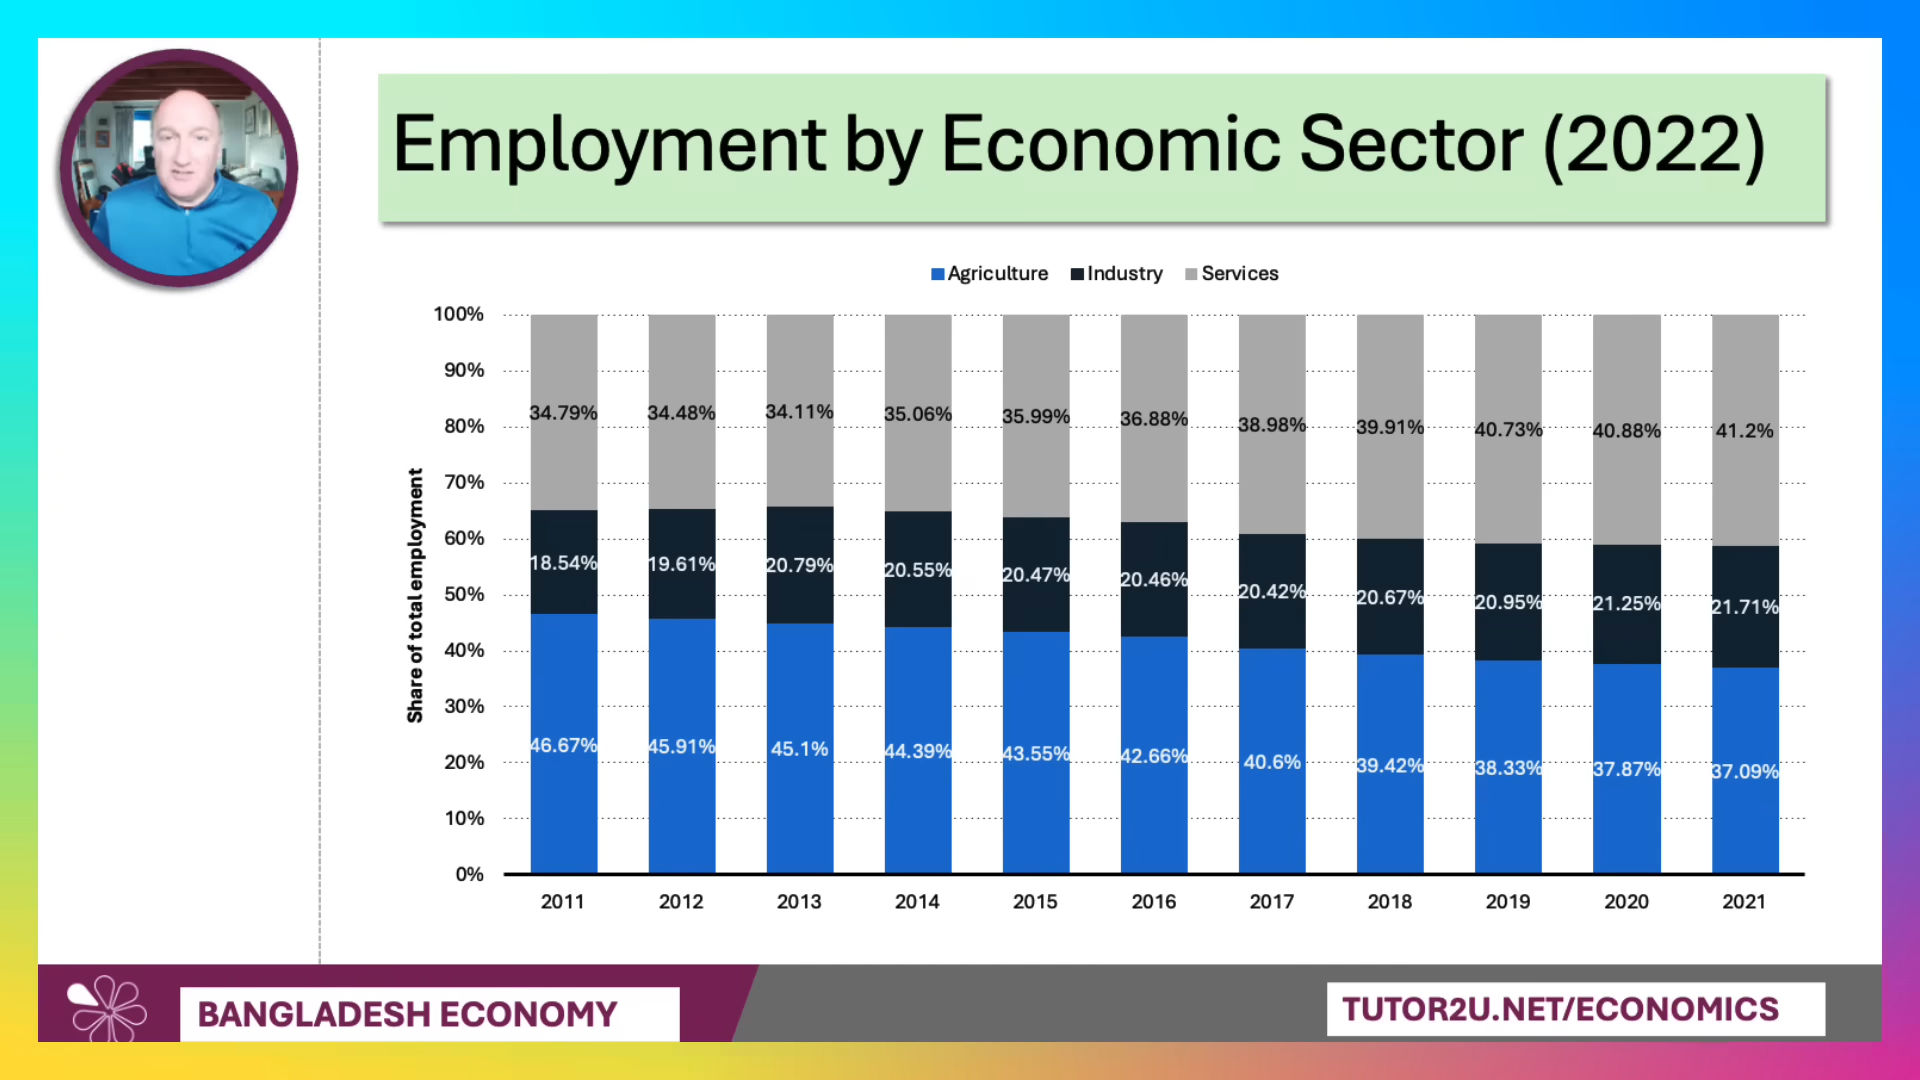 Employment by Economic Sector (2022)
Agriculture Industry Services
Share of total employment
100%
90%
80%
70%
60%
50%
40%
30%
20%
10%
0%
34.79% 34.48% 34.11% 35.06% 35.99% 36.88% 38.98% 39.91% 40.73% 40.88% 41.2%
18.54% 19.61% 20.79% 20.55% 20.47% 20.46% 20.42% 20.67% 20.95% 21.25% 21.71%
46.67% 45.91% 45.1% 44.39% 43.55% 42.66% 40.6% 39.42% 38.33% 37.87% 37.09%
2011 2012 2013 2014 2015 2016 2017 2018 2019 2020 2021
BANGLADESH ECONOMY
TUTOR2U.NET/ECONOMICS